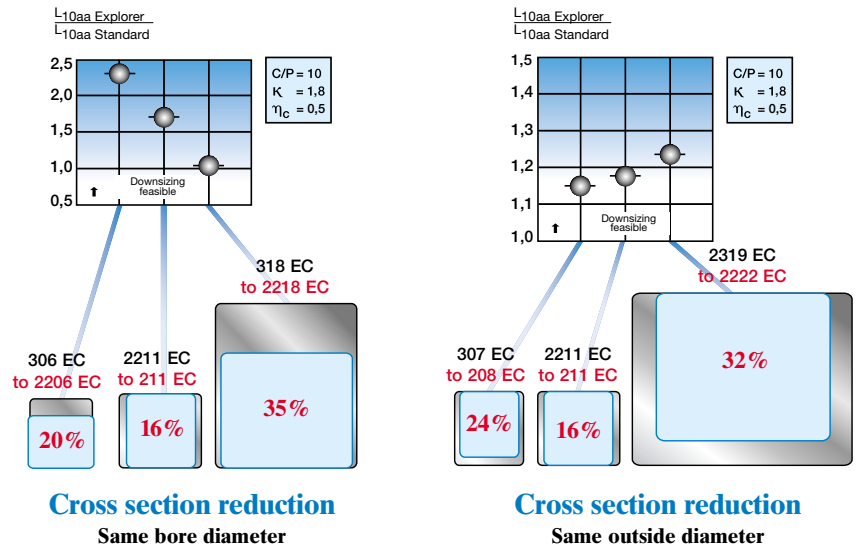 L10aa Explorer
L10aa Standard
2,5
2,0
1,5
1,0
0,5
C/P = 10
κ = 1,8
ηc = 0,5
Downsizing
feasible
306 EC
to 2206 EC
2211 EC
to 211 EC
318 EC
to 2218 EC
20%
16%
35%
Cross section reduction
Same bore diameter
L10aa Explorer
L10aa Standard
1,5
1,4
1,3
1,2
1,1
1,0
C/P = 10
κ = 1,8
ηc = 0,5
Downsizing
feasible
307 EC
to 208 EC
2211 EC
to 211 EC
2319 EC
to 2222 EC
24%
16%
32%
Cross section reduction
Same outside diameter